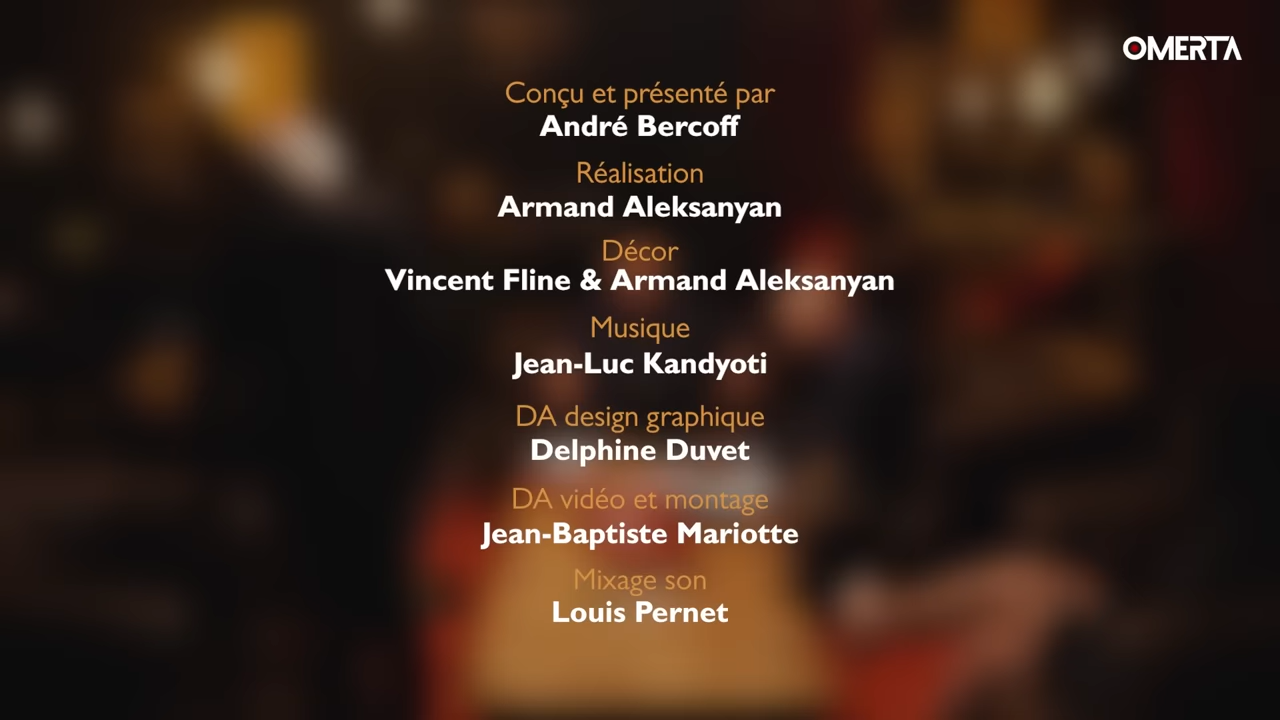 OMERTA
Conçu et présenté par
André Bercoff
Réalisation
Armand Aleksanyan
Décor
Vincent Fline & Armand Aleksanyan
Musique
Jean-Luc Kandyoti
DA design graphique
Delphine Duvet
DA vidéo et montage
Jean-Baptiste Mariotte
Mixage son
Louis Pernet